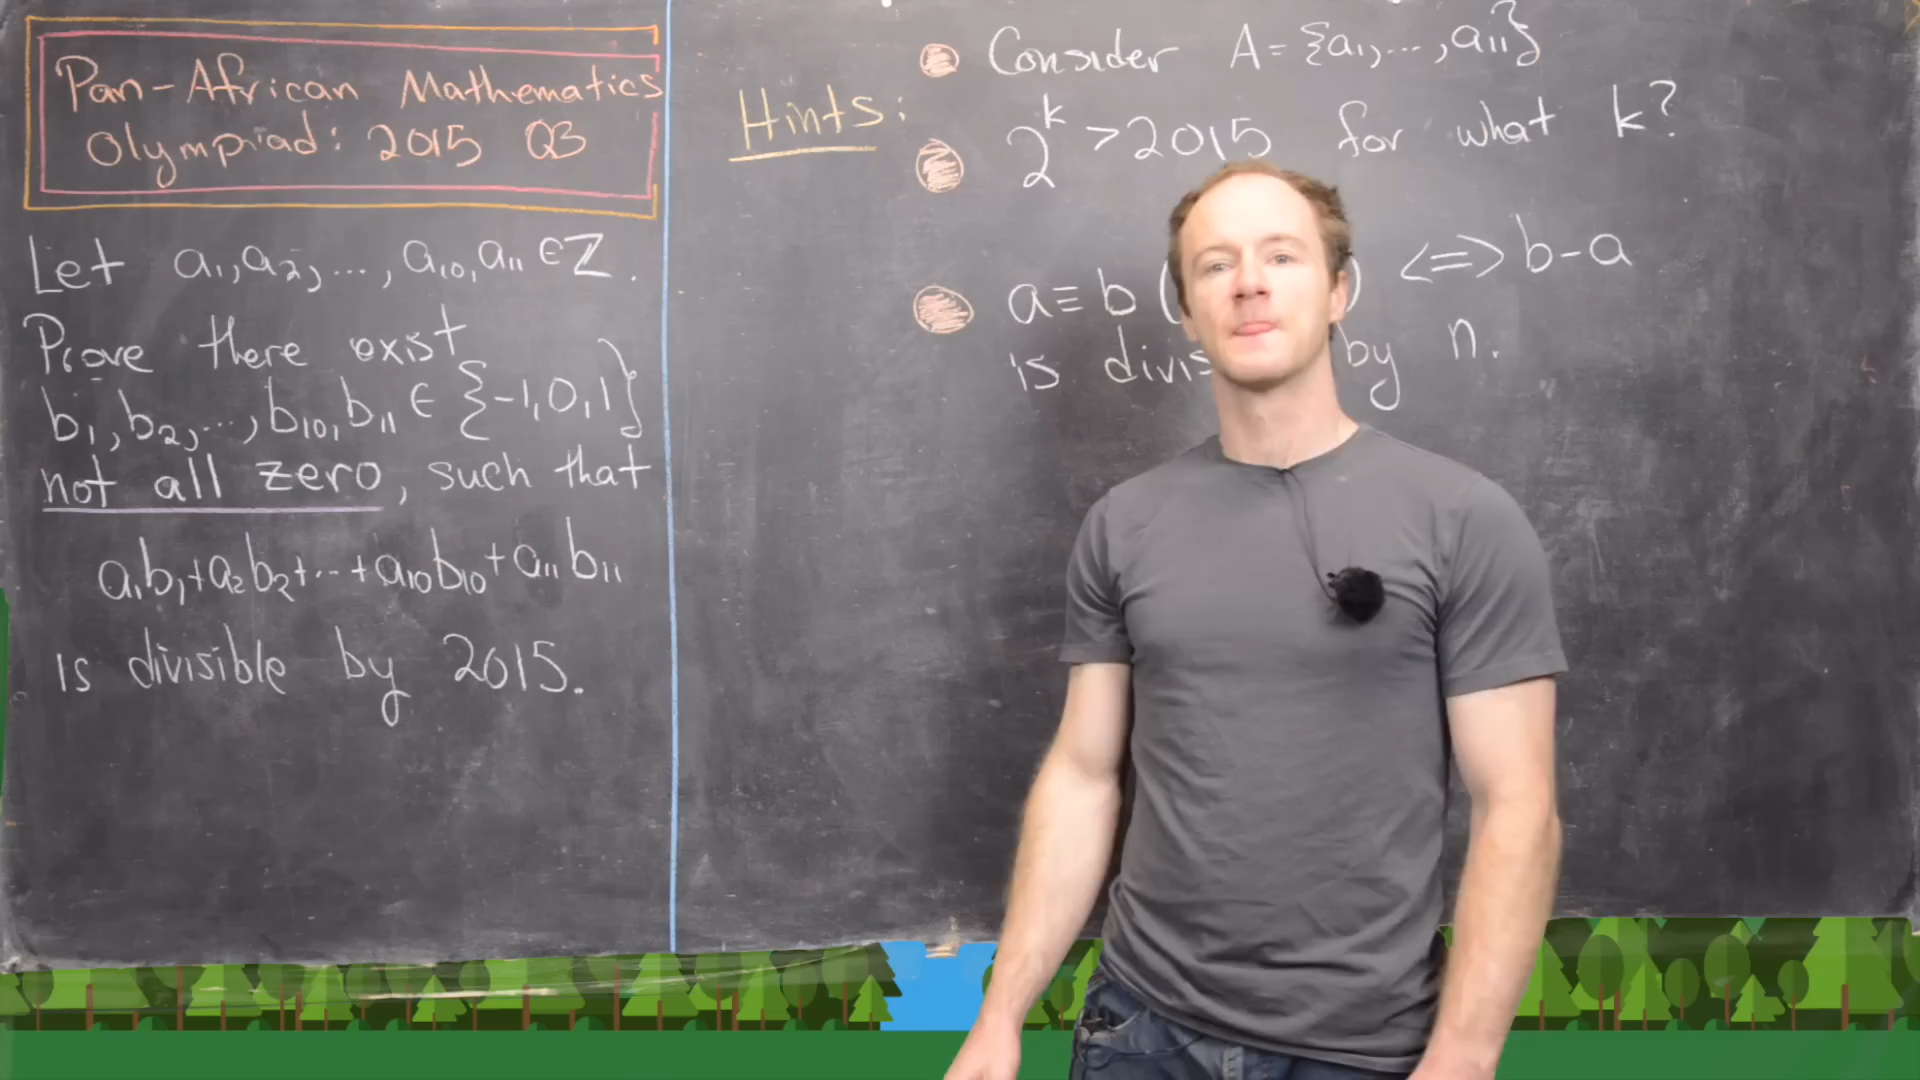 Pan-African Mathematics
Olympiad: 2015 Q3
Let a₁, a₂, ..., a₁₀, a₁₁ ∈ ℤ.
Prove there exist
b₁, b₂, ..., b₁₀, b₁₁ ∈ {-1, 0, 1}
not all zero, such that
a₁b₁+a₂b₂+...+a₁₀b₁₀+a₁₁b₁₁
is divisible by 2015.
Hints:
Consider A = {a₁, ..., a₁₁}
2ᵏ > 2015 for what k?
a ≡ b ( ) <=> b-a
is by n.